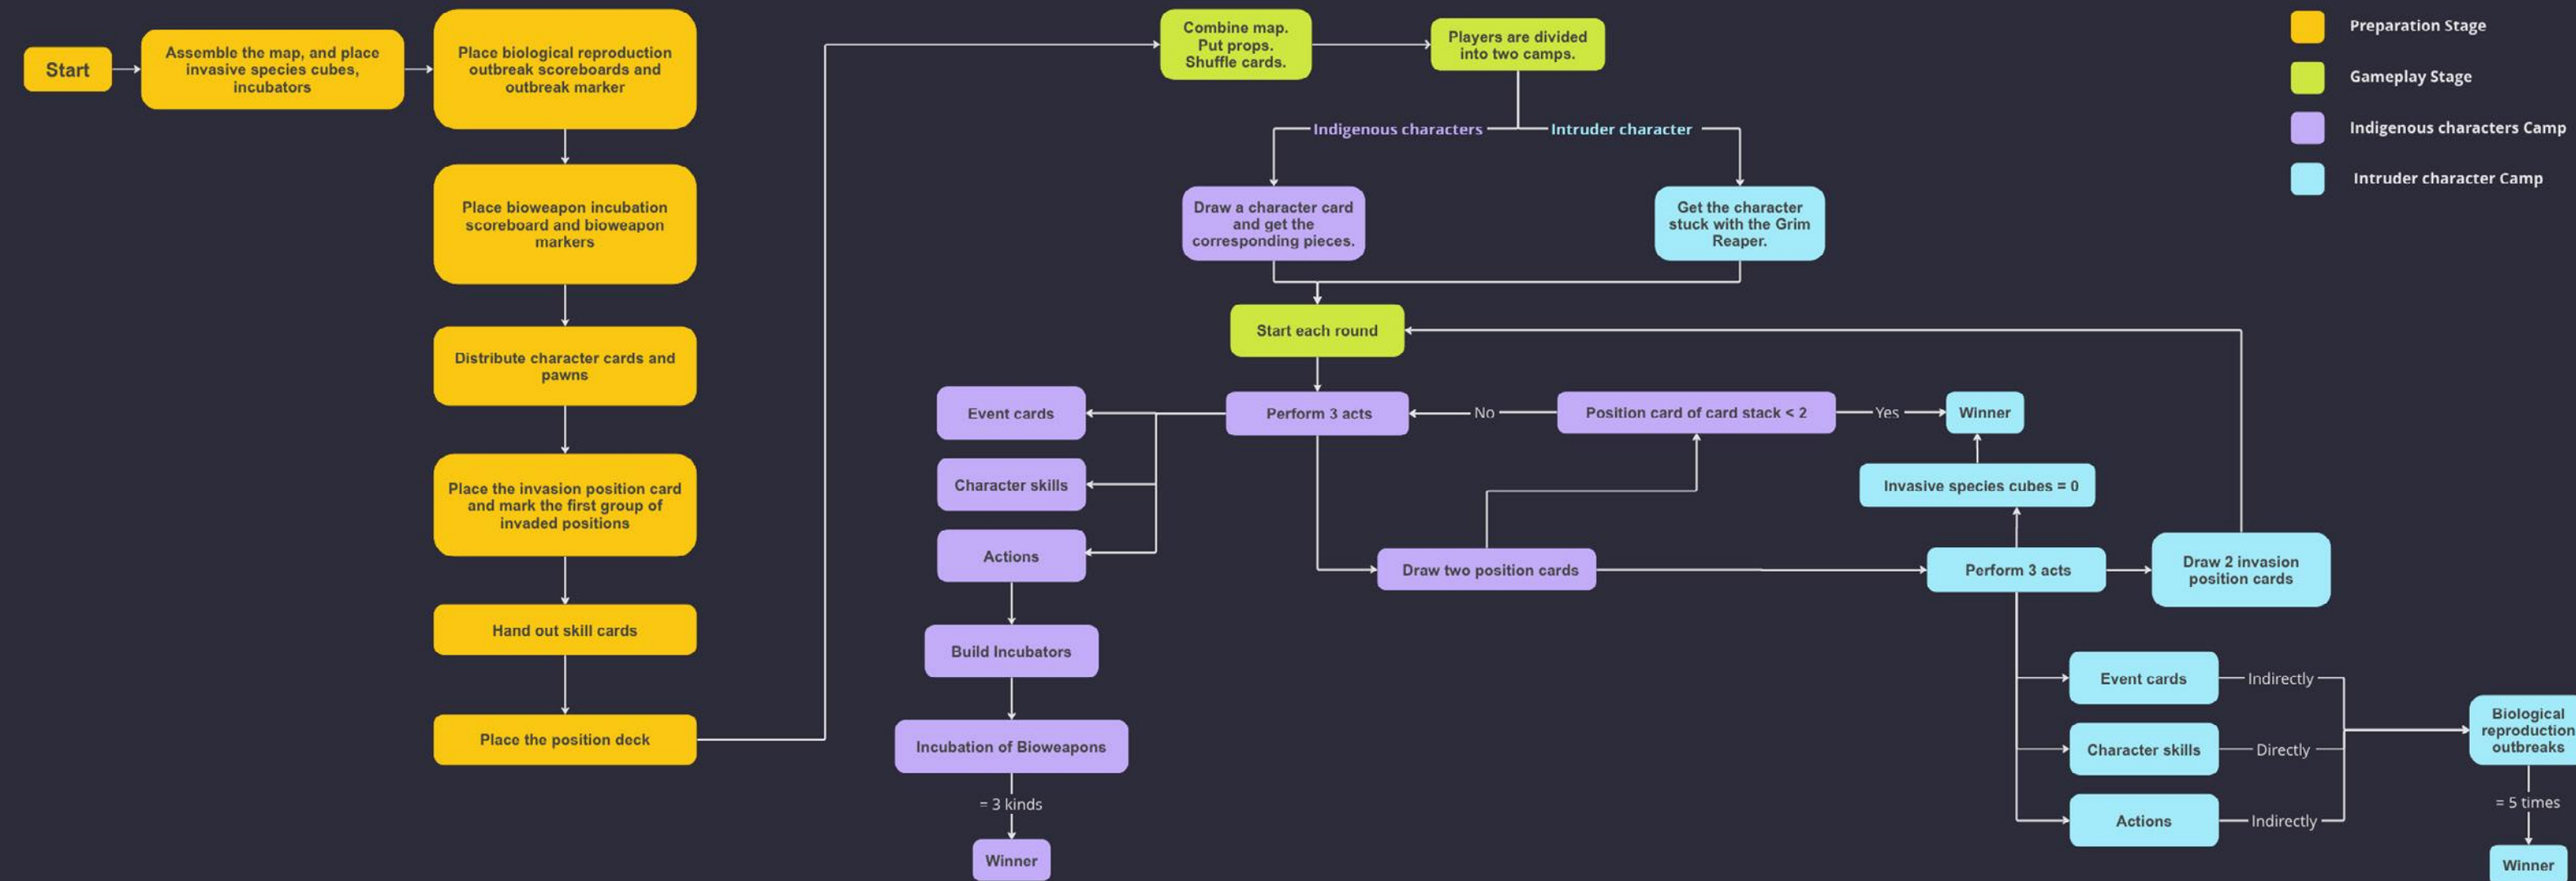 Start
Assemble the map, and place
invasive species cubes,
incubators
Place biological reproduction
outbreak scoreboards and
outbreak marker
Place bioweapon incubation
scoreboard and bioweapon
markers
Distribute character cards and
pawns
Place the invasion position card
and mark the first group of
invaded positions
Hand out skill cards
Place the position deck
Combine map.
Put props.
Shuffle cards.
Players are divided
into two camps.
Indigenous characters
Intruder character
Draw a character card
and get the
corresponding pieces.
Get the character
stuck with the Grim
Reaper.
Start each round
Perform 3 acts
Event cards
Character skills
Actions
Build Incubators
Incubation of Bioweapons
= 3 kinds
Winner
No
Position card of card stack < 2
Yes
Winner
Invasive species cubes = 0
Draw two position cards
Perform 3 acts
Draw 2 invasion
position cards
Event cards
Indirectly
Character skills
Directly
Actions
Indirectly
Biological
reproduction
outbreaks
= 5 times
Winner
Preparation Stage
Gameplay Stage
Indigenous characters Camp
Intruder character Camp